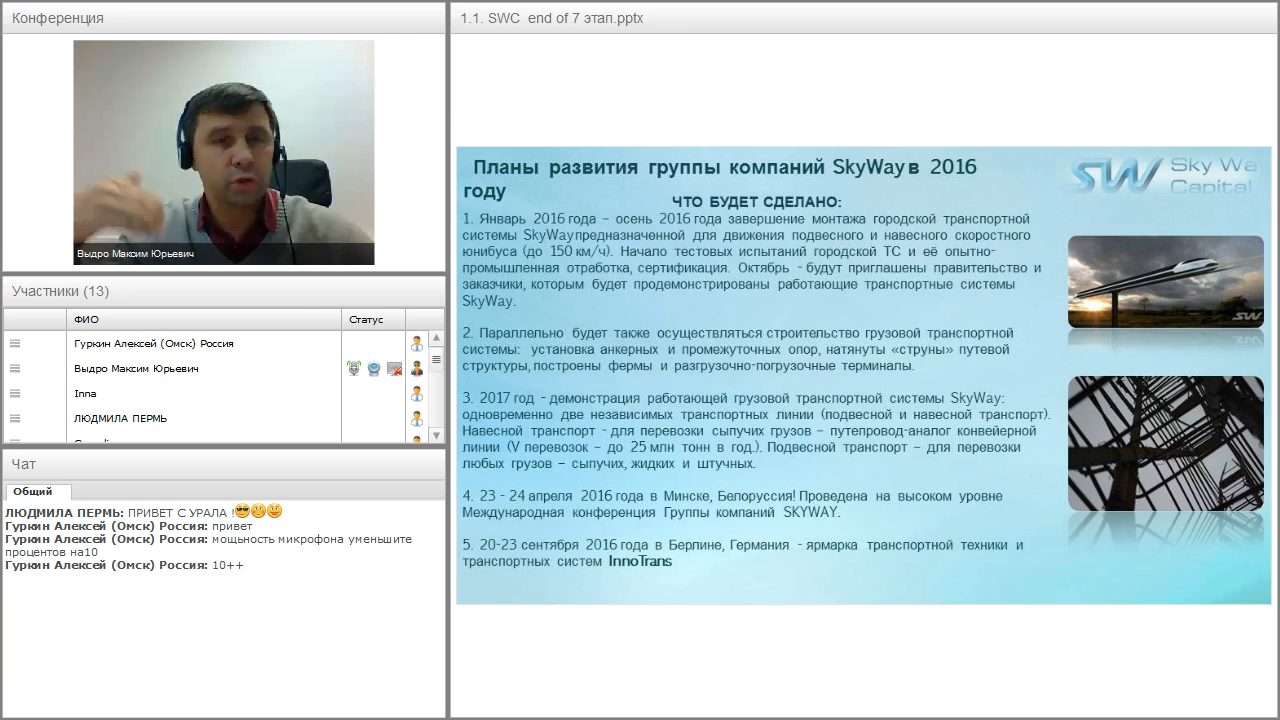 Конференция
Выдро Максим Юрьевич
Участники (13)
ФИО
Статус
Гуркин Алексей (Омск) Россия
Выдро Максим Юрьевич
Inna
ЛЮДМИЛА ПЕРМЬ
Чат
Общий
ЛЮДМИЛА ПЕРМЬ: ПРИВЕТ С УРАЛА !
Гуркин Алексей (Омск) Россия: привет
Гуркин Алексей (Омск) Россия: мощьность микрофона уменьшите
процентов на10
Гуркин Алексей (Омск) Россия: 10++
1.1. SWC end of 7 этап.pptx
Планы развития группы компаний SkyWay в 2016
году
ЧТО БУДЕТ СДЕЛАНО:
1. Январь 2016 года – осень 2016 года завершение монтажа городской транспортной
системы SkyWay предназначенной для движения подвесного и навесного скоростного
юнибуса (до 150 км/ч). Начало тестовых испытаний городской ТС и её опытно-
промышленная отработка, сертификация. Октябрь - будут приглашены правительство и
заказчики, которым будет продемонстрированы работающие транспортные системы
SkyWay.
2. Параллельно будет также осуществляться строительство грузовой транспортной
системы: установка анкерных и промежуточных опор, натянуты «струны» путевой
структуры, построены фермы и разгрузочно-погрузочные терминалы.
3. 2017 год - демонстрация работающей грузовой транспортной системы SkyWay:
одновременно две независимых транспортных линии (подвесной и навесной транспорт).
Навесной транспорт - для перевозки сыпучих грузов – путепровод-аналог конвейерной
линии (V перевозок – до 25 млн тонн в год.). Подвесной транспорт – для перевозки
любых грузов – сыпучих, жидких и штучных.
4. 23 - 24 апреля 2016 года в Минске, Белоруссия! Проведена на высоком уровне
Международная конференция Группы компаний SKYWAY.
5. 20-23 сентября 2016 года в Берлине, Германия - ярмарка транспортной техники и
транспортных систем InnoTrans
SW Sky Wa
Capital
SW